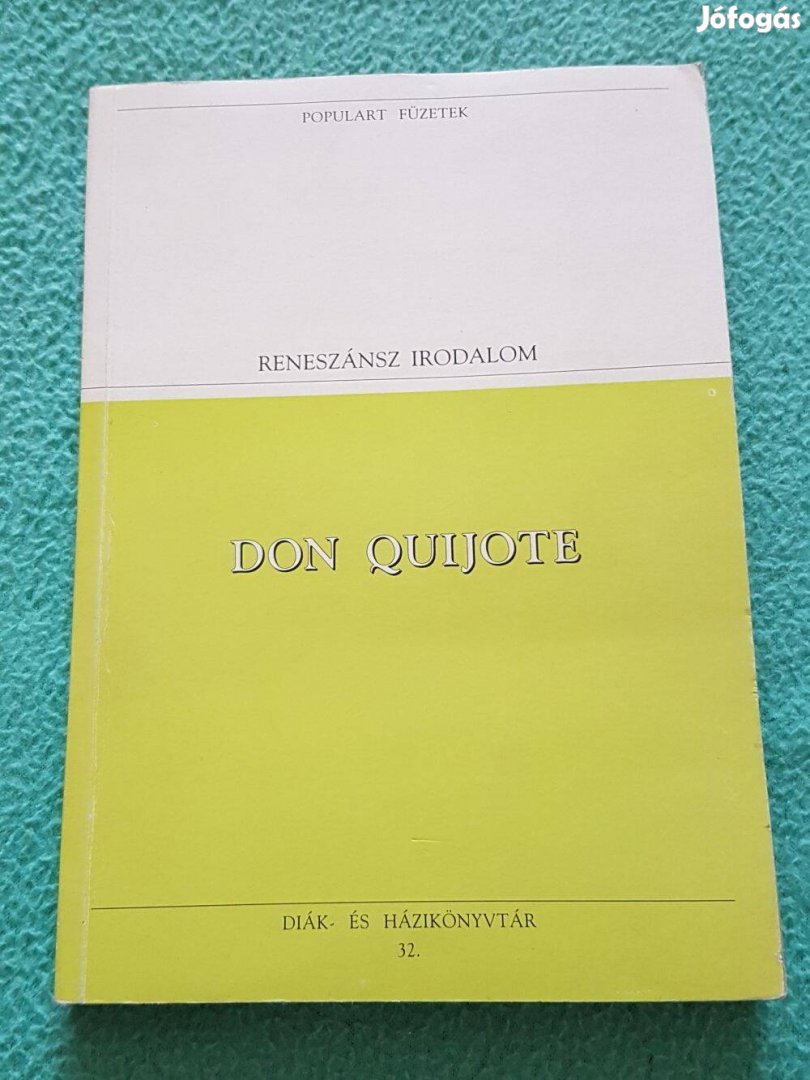 Jófogás
POPULART FÜZETEK
RENESZÁNSZ IRODALOM
DON QUIJOTE
DIÁK- ÉS HÁZIKÖNYVTÁR
32.